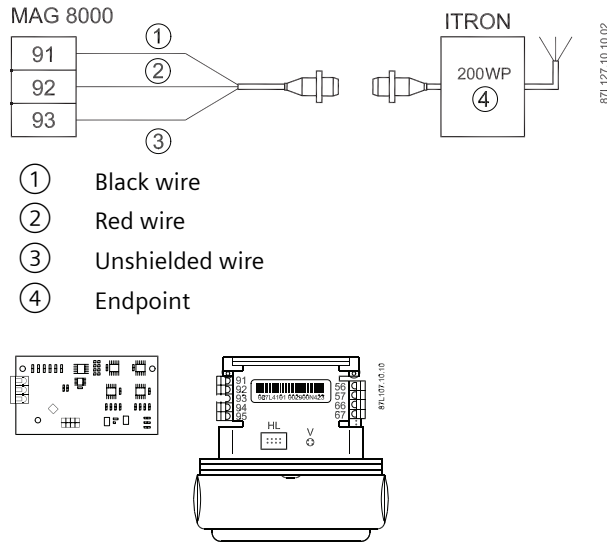 MAG 8000
ITRON
91
92
93
1
2
3
200WP
4
87L127.10.10.02
1 Black wire
2 Red wire
3 Unshielded wire
4 Endpoint
91
92
93
94
95
56
57
66
67
HL
V
87L107.10.10